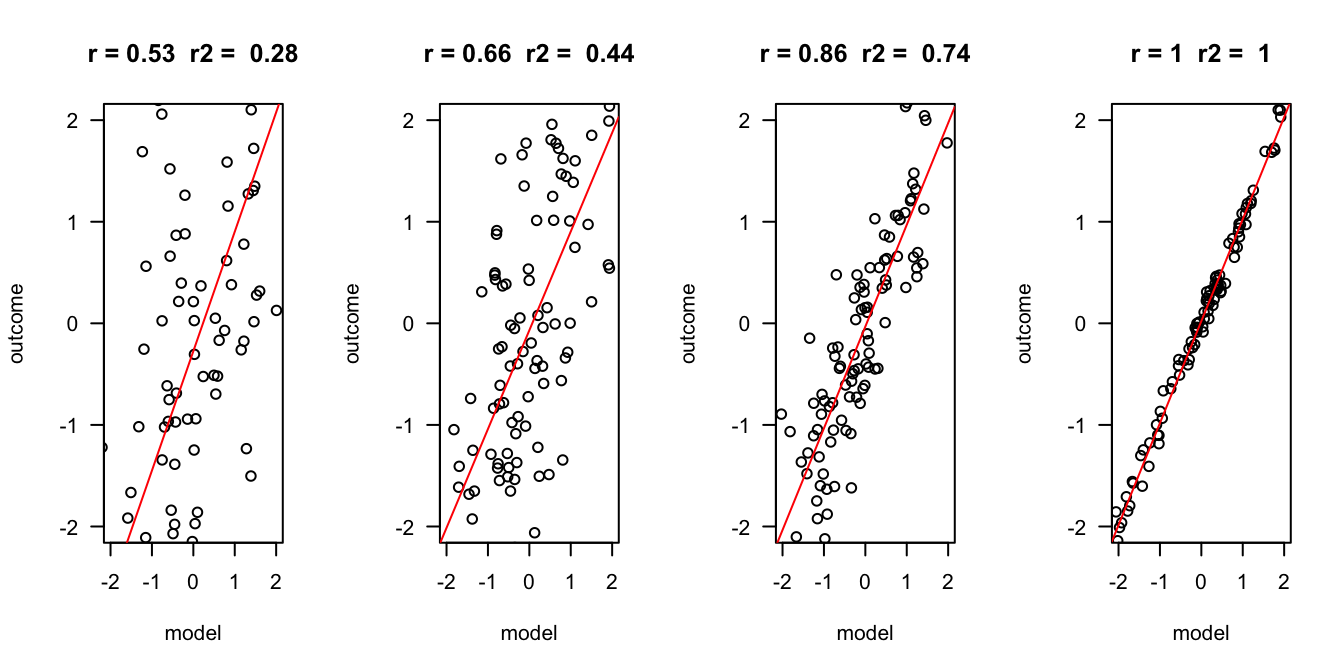 r = 0.53  r2 =  0.28
2
1
0
-1
-2
outcome
-2 -1 0 1 2
model
r = 0.66  r2 =  0.44
2
1
0
-1
-2
outcome
-2 -1 0 1 2
model
r = 0.86  r2 =  0.74
2
1
0
-1
-2
outcome
-2 -1 0 1 2
model
r = 1  r2 =  1
2
1
0
-1
-2
outcome
-2 -1 0 1 2
model